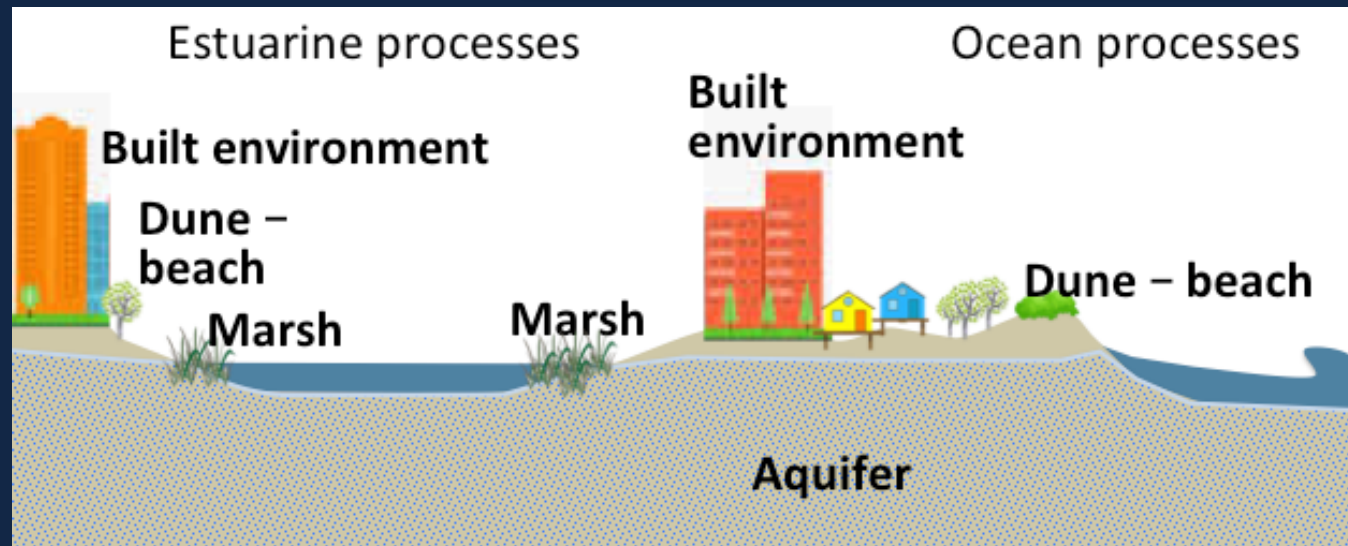 Estuarine processes
Ocean processes
Built
environment
Built environment
Dune –
beach
Dune – beach
Marsh
Marsh
Aquifer